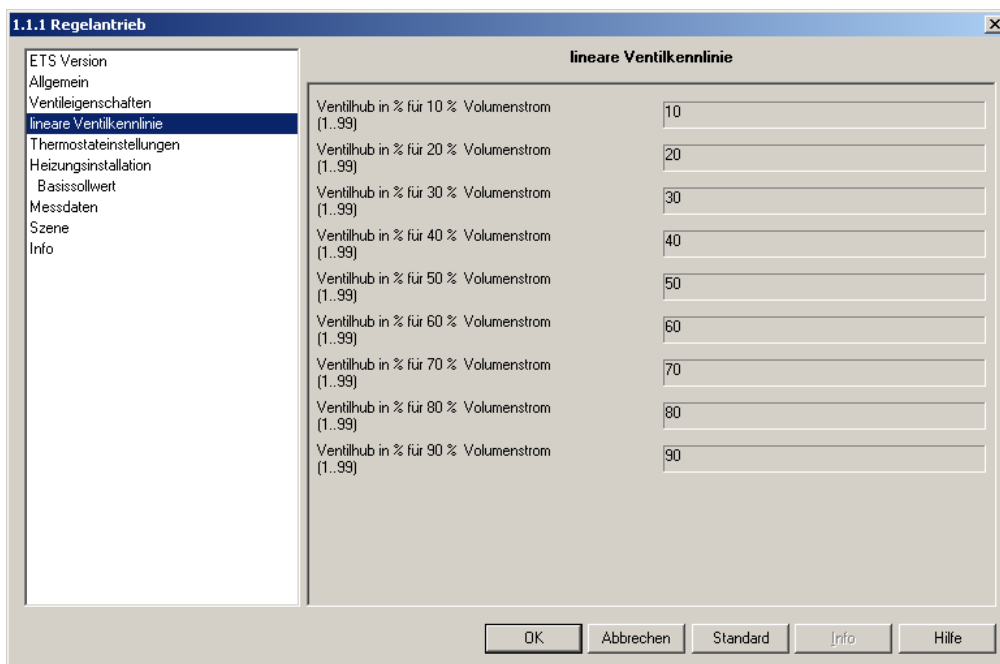 1.1.1 Regelantrieb
ETS Version
Allgemein
Ventileigenschaften
lineare Ventilkennlinie
Thermostateinstellungen
Heizungsinstallation
Basissollwert
Messdaten
Szene
Info
lineare Ventilkennlinie
Ventilhub in % für 10 % Volumenstrom
(1..99)
10
Ventilhub in % für 20 % Volumenstrom
(1..99)
20
Ventilhub in % für 30 % Volumenstrom
(1..99)
30
Ventilhub in % für 40 % Volumenstrom
(1..99)
40
Ventilhub in % für 50 % Volumenstrom
(1..99)
50
Ventilhub in % für 60 % Volumenstrom
(1..99)
60
Ventilhub in % für 70 % Volumenstrom
(1..99)
70
Ventilhub in % für 80 % Volumenstrom
(1..99)
80
Ventilhub in % für 90 % Volumenstrom
(1..99)
90
OK
Abbrechen
Standard
Info
Hilfe